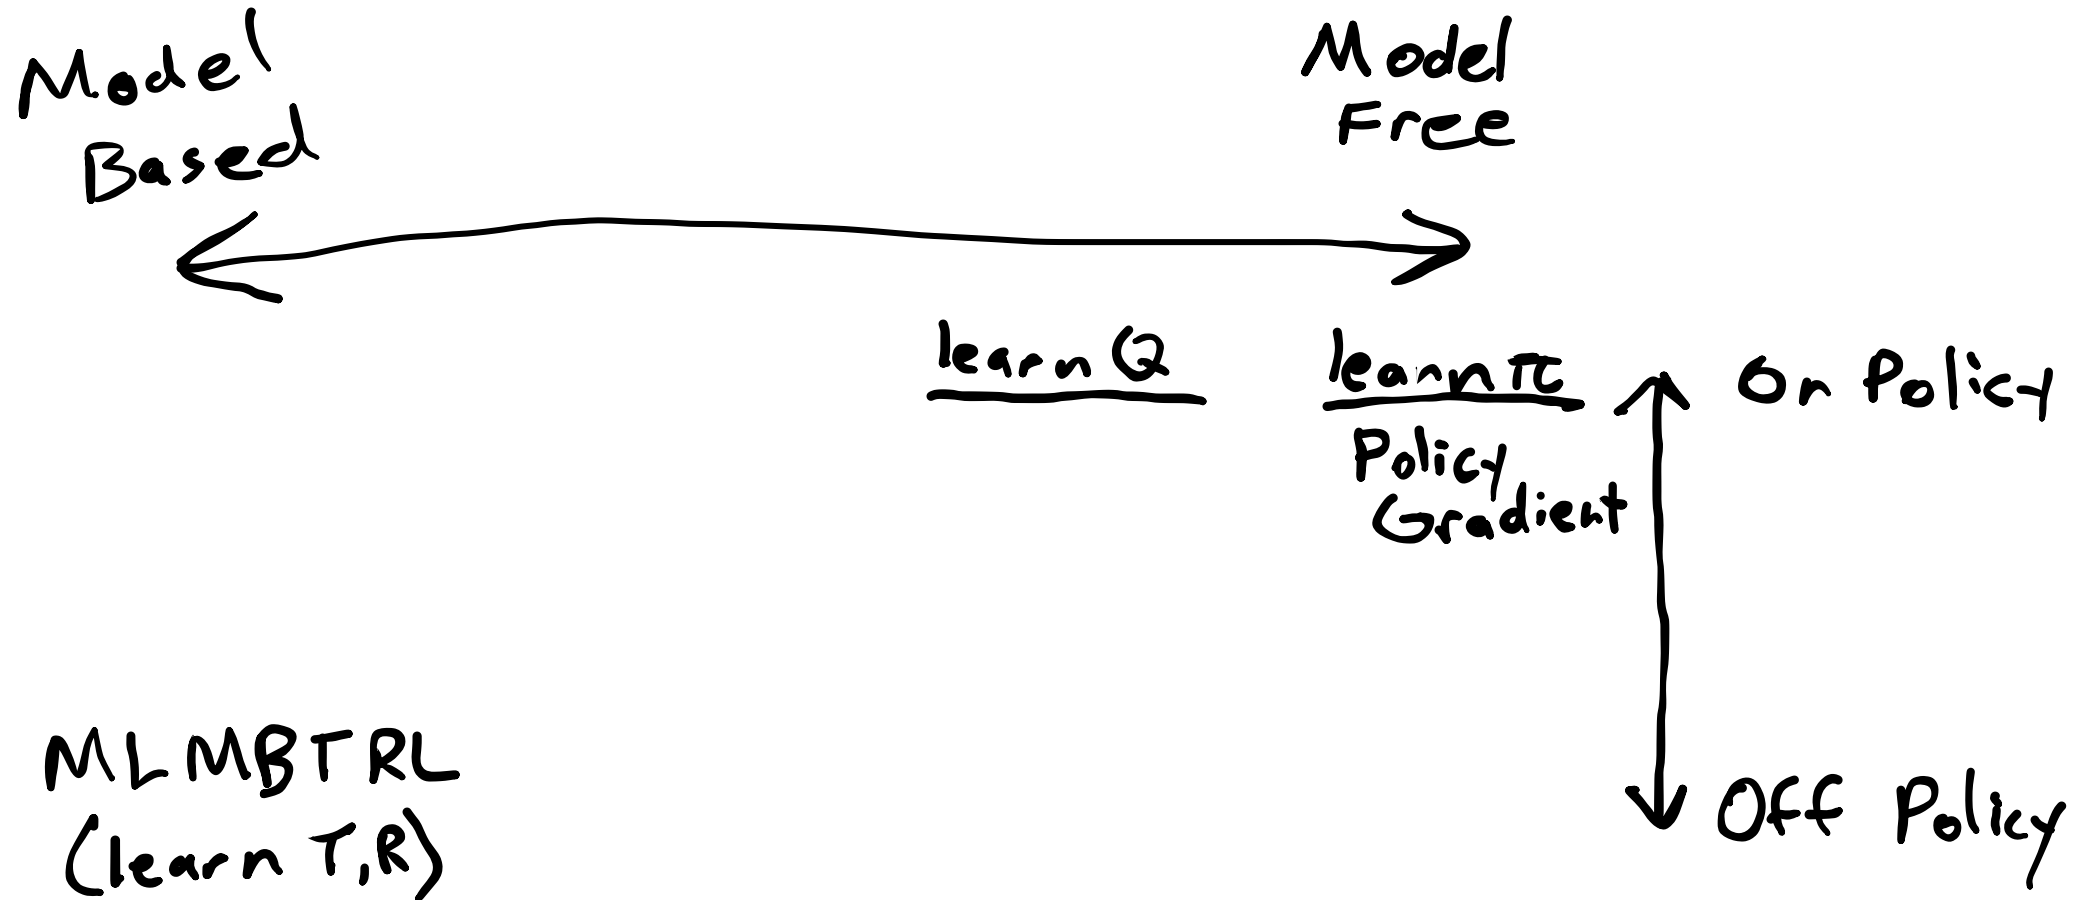 Model
Based
Model
Free
learn Q
learn π
Policy
Gradient
On Policy
MLMBTRL
(learn T,R)
Off Policy